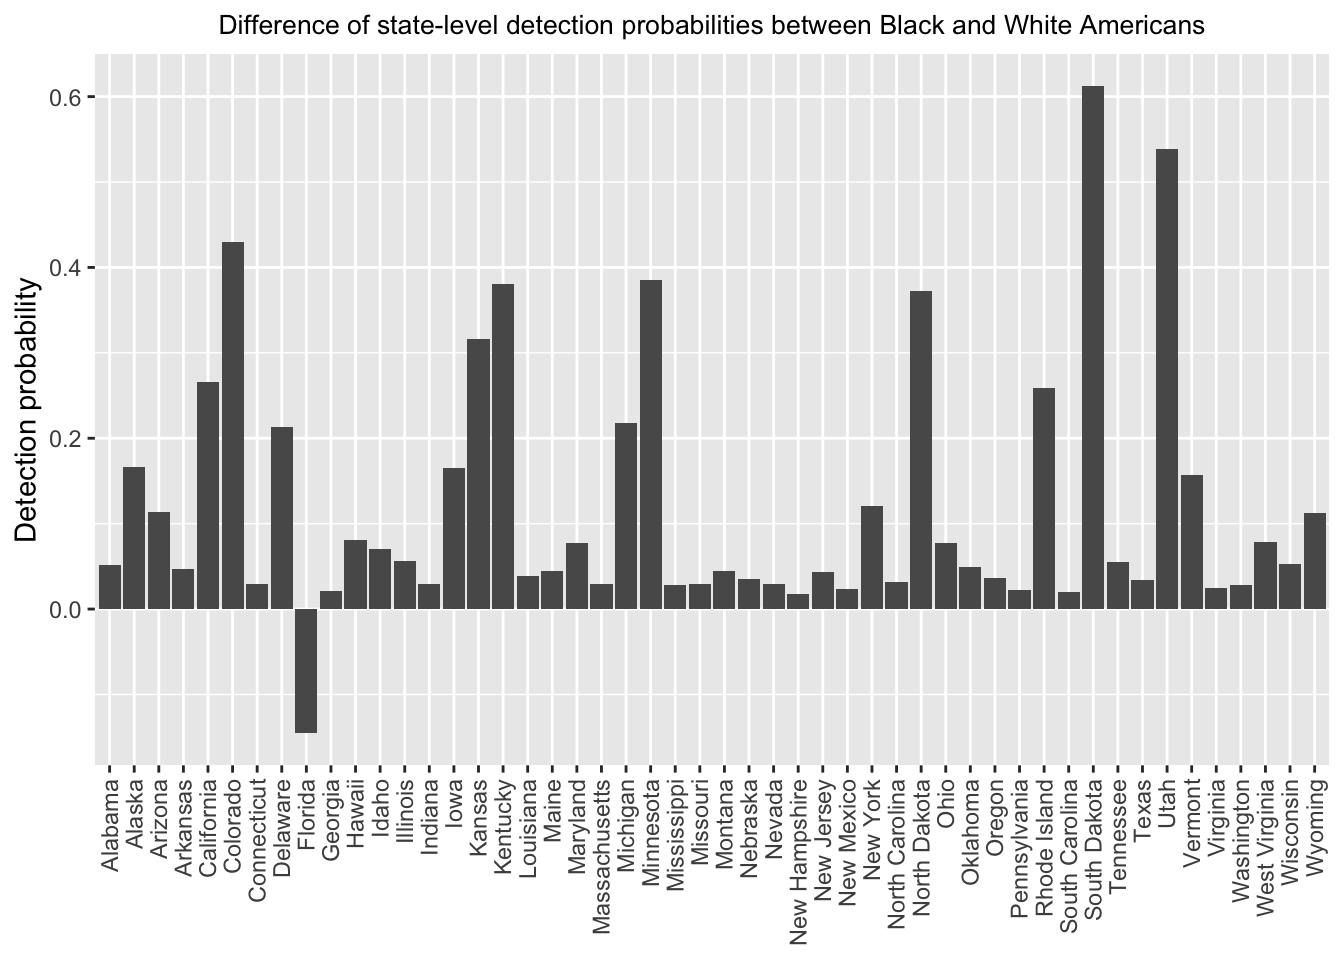 Difference of state-level detection probabilities between Black and White Americans
Detection probability
0.6
0.4
0.2
0.0
Alabama
Alaska
Arizona
Arkansas
California
Colorado
Connecticut
Delaware
Florida
Georgia
Hawaii
Idaho
Illinois
Indiana
Iowa
Kansas
Kentucky
Louisiana
Maine
Maryland
Massachusetts
Michigan
Minnesota
Mississippi
Missouri
Montana
Nebraska
Nevada
New Hampshire
New Jersey
New Mexico
New York
North Carolina
North Dakota
Ohio
Oklahoma
Oregon
Pennsylvania
Rhode Island
South Carolina
South Dakota
Tennessee
Texas
Utah
Vermont
Virginia
Washington
West Virginia
Wisconsin
Wyoming